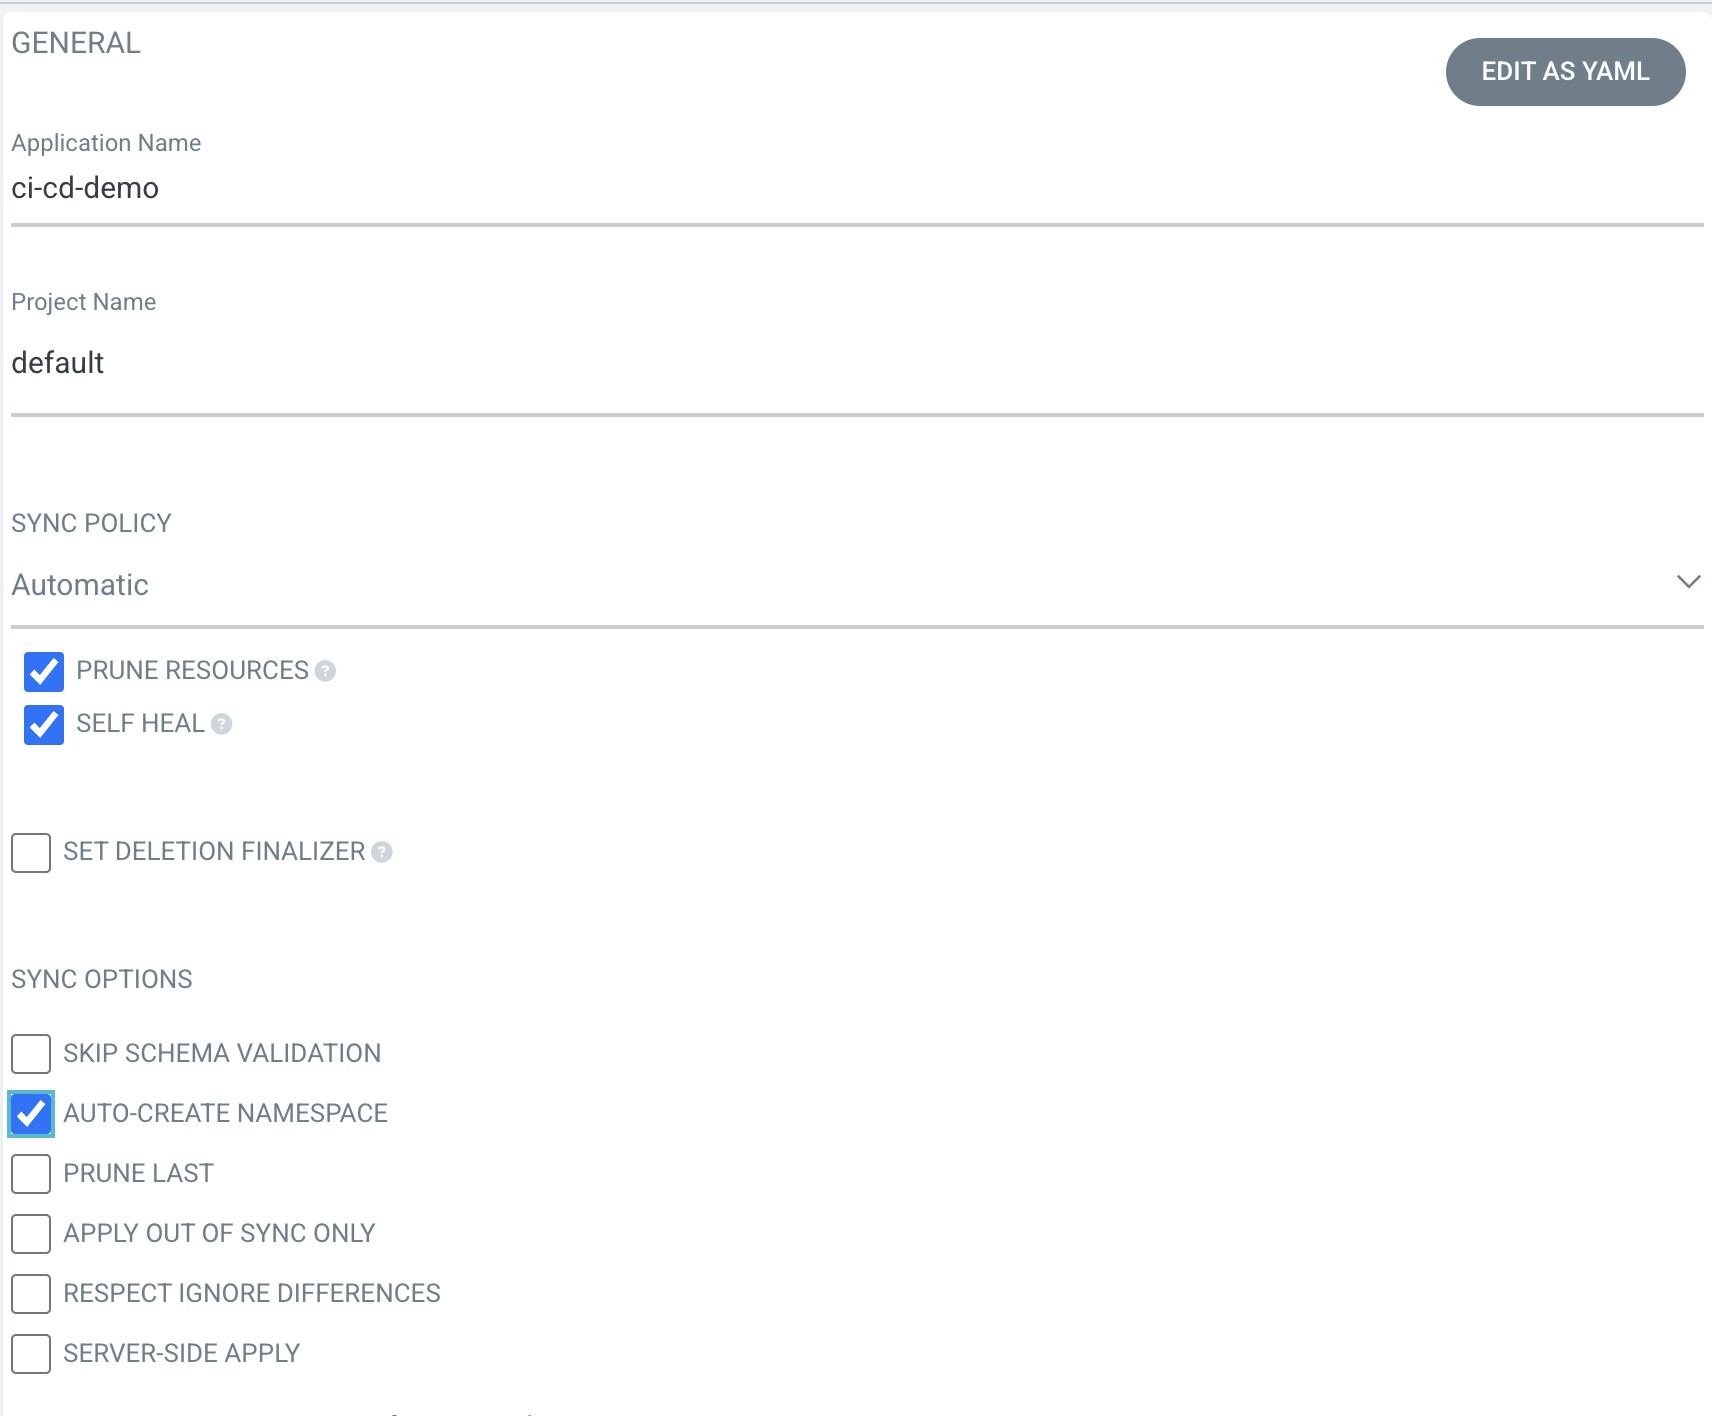 GENERAL
EDIT AS YAML
Application Name
ci-cd-demo
Project Name
default
SYNC POLICY
Automatic
PRUNE RESOURCES ?
SELF HEAL ?
SET DELETION FINALIZER ?
SYNC OPTIONS
SKIP SCHEMA VALIDATION
AUTO-CREATE NAMESPACE
PRUNE LAST
APPLY OUT OF SYNC ONLY
RESPECT IGNORE DIFFERENCES
SERVER-SIDE APPLY